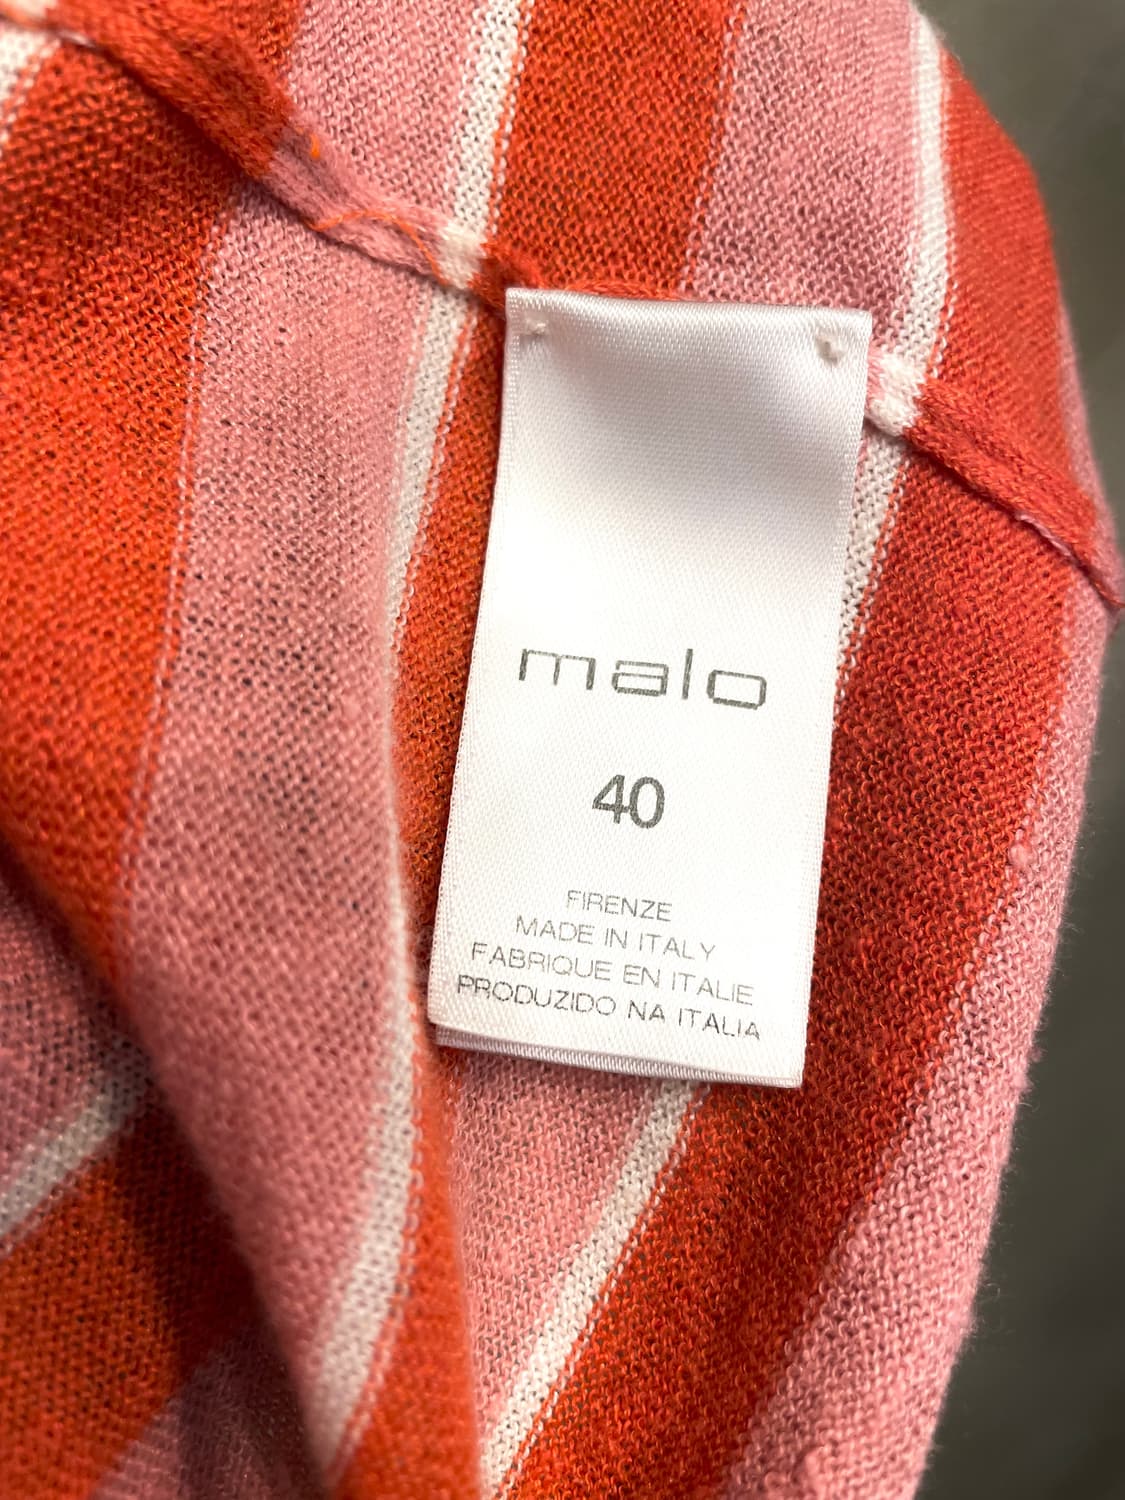 malo
40
FIRENZE
MADE IN ITALY
FABRIQUE EN ITALIE
PRODUZIDO NA ITALIA